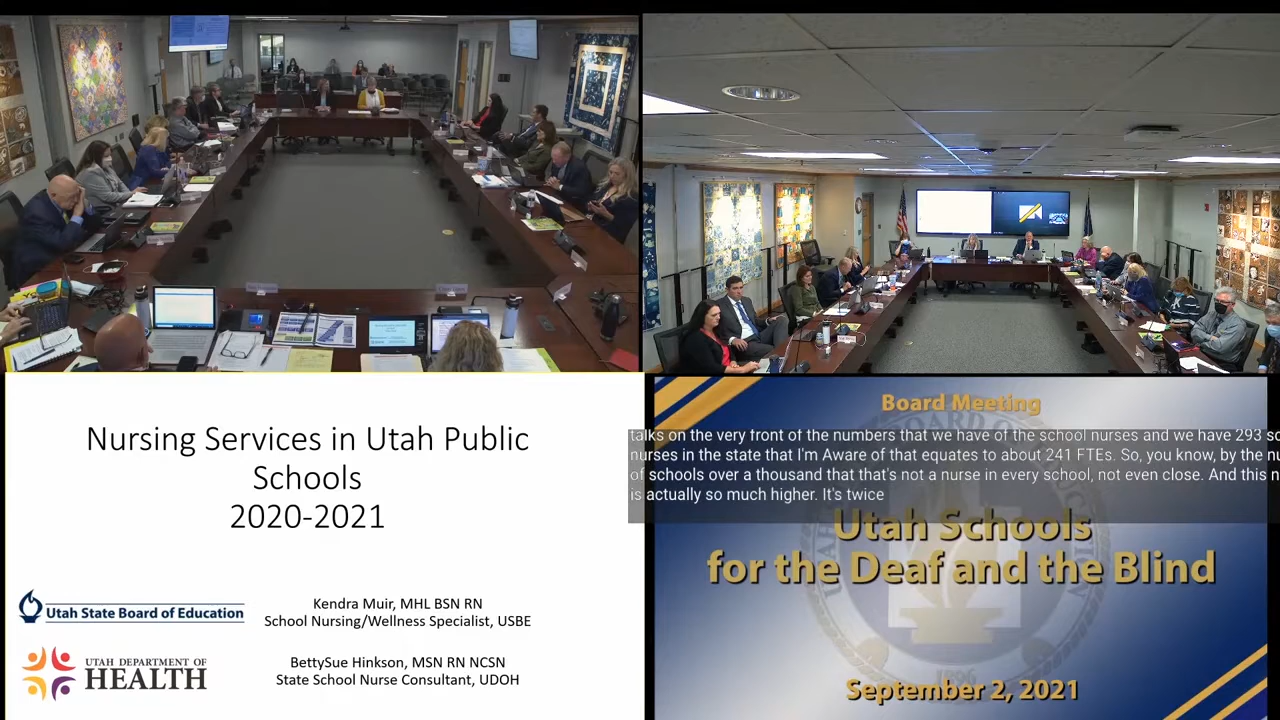 Nursing Services in Utah Public
Schools
2020-2021
Utah State Board of Education
Kendra Muir, MHL BSN RN
School Nursing/Wellness Specialist, USBE
UTAH DEPARTMENT OF
HEALTH
BettySue Hinkson, MSN RN NCSN
State School Nurse Consultant, UDOH
Board Meeting
talks on the very front of the numbers that we have of the school nurses and we have 293
nurses in the state that I'm Aware of that equates to about 241 FTEs. So, you know, by the
of schools over a thousand that that's not a nurse in every school, not even close. And this
is actually so much higher. It's twice
Utah Schools
for the Deaf and the Blind
1896
September 2, 2021